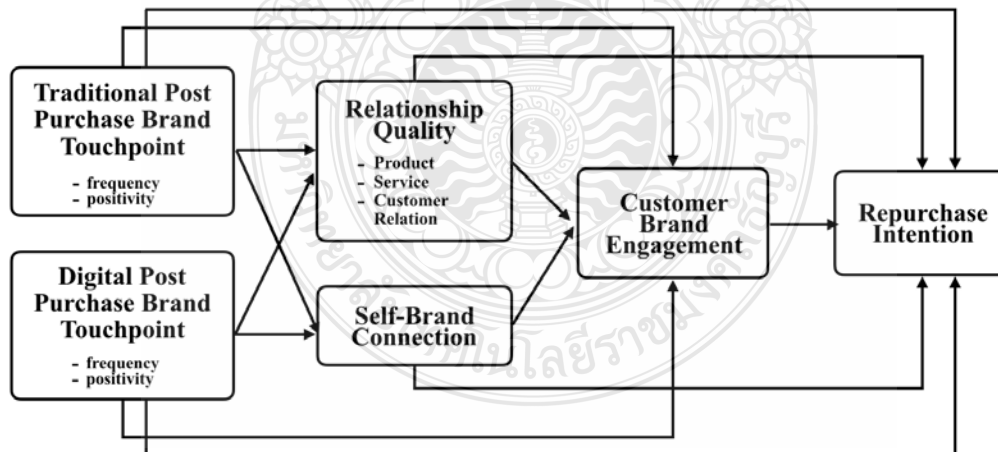 Traditional Post
Purchase Brand
Touchpoint
- frequency
- positivity
Digital Post
Purchase Brand
Touchpoint
- frequency
- positivity
Relationship
Quality
- Product
- Service
- Customer
Relation
Self-Brand
Connection
Customer
Brand
Engagement
Repurchase
Intention